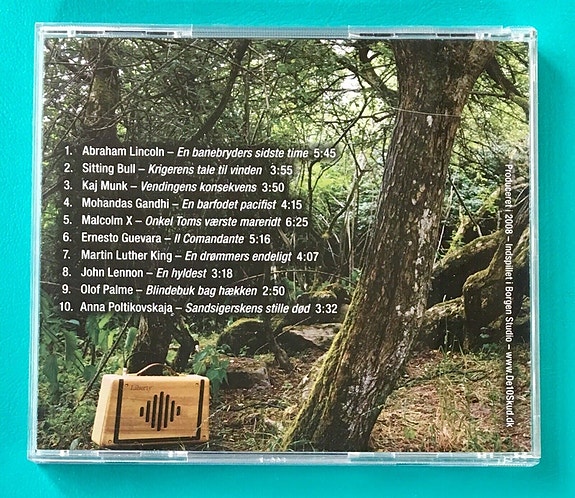 1. Abraham Lincoln – En banebryders sidste time 5:45
2. Sitting Bull – Krigerens tale til vinden 3:55
3. Kaj Munk – Vendingens konsekvens 3:50
4. Mohandas Gandhi – En barfodet pacifist 4:15
5. Malcolm X – Onkel Toms værste mareridt 6:25
6. Ernesto Guevara – Il Comandante 5:16
7. Martin Luther King – En drømmers endeligt 4:07
8. John Lennon – En hyldest 3:18
9. Olof Palme – Blindebuk bag hækken 2:50
10. Anna Poltikovskaja – Sandsigerskens stille død 3:32
Produceret i 2008 – Indspillet i Borgen Studio – www.De10Skud.dk
Liberty